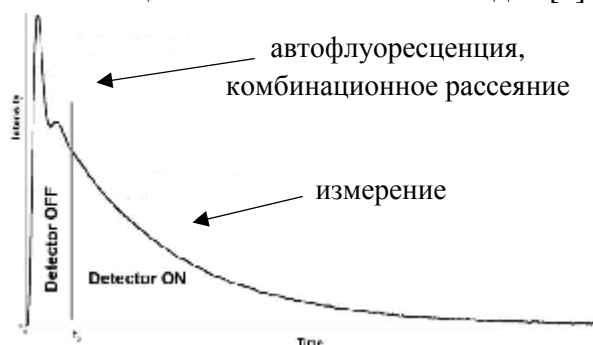 автофлуоресценция,
комбинационное рассеяние
Intensity
измерение
Detector OFF
Detector ON
Time